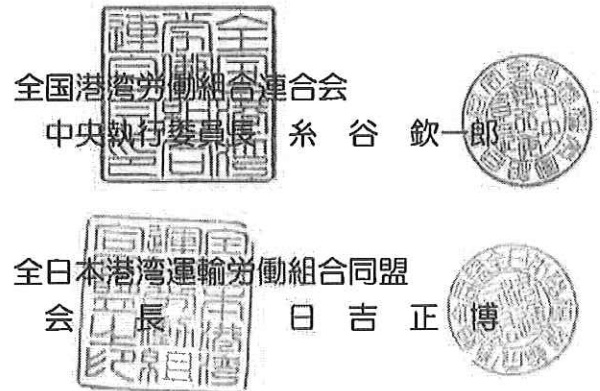 全国港湾労働組合連合会
中央執行委員長 糸谷 欽一郎
全日本港湾運輸労働組合同盟
会長 日吉 正博